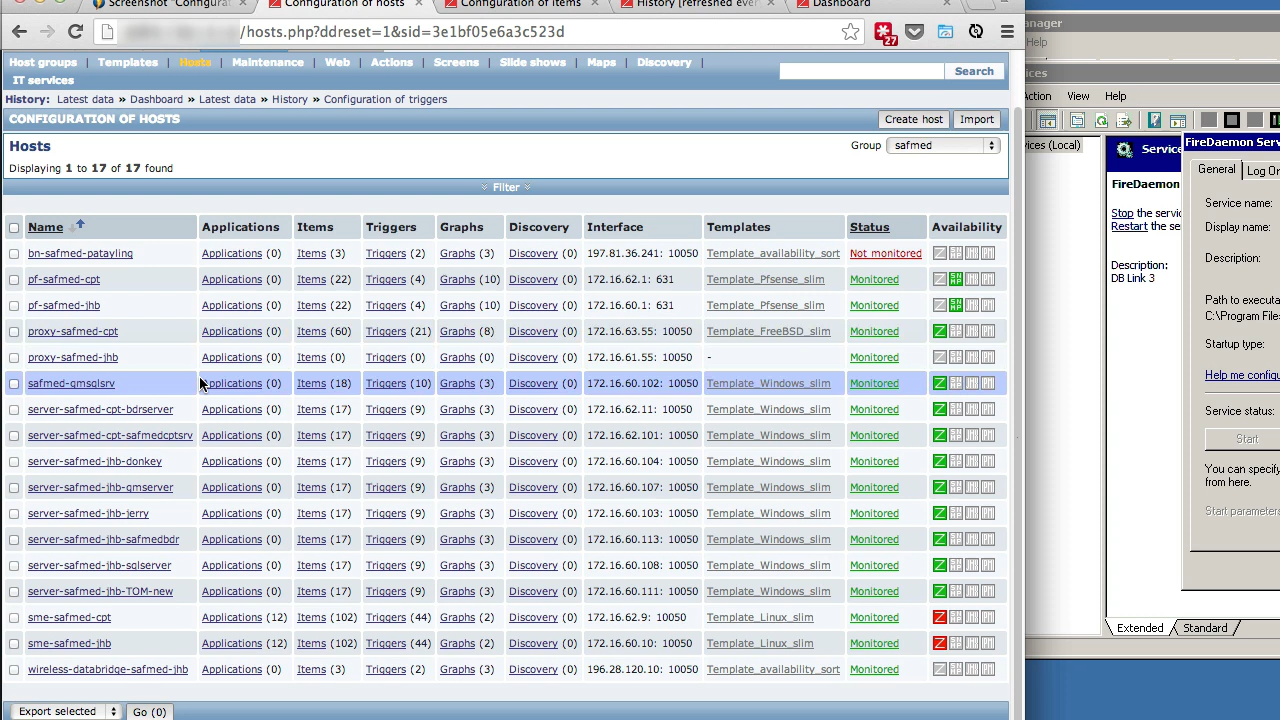 Screenshot "Configurat
Configuration of hosts
Configuration of items
History [refreshed ever
Dashboard
/hosts.php?ddreset=1&sid=3e1bf05e6a3c523d
27
Host groups | Templates | Hosts | Maintenance | Web | Actions | Screens | Slide shows | Maps | Discovery |
IT services
Search
History: Latest data » Dashboard » Latest data » History » Configuration of triggers
CONFIGURATION OF HOSTS
Create host
Import
Hosts
Group safmed
Displaying 1 to 17 of 17 found
Filter
Name Applications Items Triggers Graphs Discovery Interface Templates Status Availability
bn-safmed-patayling Applications (0) Items (3) Triggers (2) Graphs (3) Discovery (0) 197.81.36.241: 10050 Template_availability_sort Not monitored
pf-safmed-cpt Applications (0) Items (22) Triggers (4) Graphs (10) Discovery (0) 172.16.62.1: 631 Template_Pfsense_slim Monitored
pf-safmed-jhb Applications (0) Items (22) Triggers (4) Graphs (10) Discovery (0) 172.16.60.1: 631 Template_Pfsense_slim Monitored
proxy-safmed-cpt Applications (0) Items (60) Triggers (21) Graphs (8) Discovery (0) 172.16.63.55: 10050 Template_FreeBSD_slim Monitored
proxy-safmed-jhb Applications (0) Items (0) Triggers (0) Graphs (0) Discovery (0) 172.16.61.55: 10050 - Monitored
safmed-gmsqlsrv Applications (0) Items (18) Triggers (10) Graphs (3) Discovery (0) 172.16.60.102: 10050 Template_Windows_slim Monitored
server-safmed-cpt-bdrserver Applications (0) Items (17) Triggers (9) Graphs (3) Discovery (0) 172.16.62.11: 10050 Template_Windows_slim Monitored
server-safmed-cpt-safmedcptsrv Applications (0) Items (17) Triggers (9) Graphs (3) Discovery (0) 172.16.62.101: 10050 Template_Windows_slim Monitored
server-safmed-jhb-donkey Applications (0) Items (17) Triggers (9) Graphs (3) Discovery (0) 172.16.60.104: 10050 Template_Windows_slim Monitored
server-safmed-jhb-gmserver Applications (0) Items (17) Triggers (9) Graphs (3) Discovery (0) 172.16.60.107: 10050 Template_Windows_slim Monitored
server-safmed-jhb-jerry Applications (0) Items (17) Triggers (9) Graphs (3) Discovery (0) 172.16.60.103: 10050 Template_Windows_slim Monitored
server-safmed-jhb-safmedbdr Applications (0) Items (17) Triggers (9) Graphs (3) Discovery (0) 172.16.60.113: 10050 Template_Windows_slim Monitored
server-safmed-jhb-sqlserver Applications (0) Items (17) Triggers (9) Graphs (3) Discovery (0) 172.16.60.108: 10050 Template_Windows_slim Monitored
server-safmed-jhb-TOM-new Applications (0) Items (17) Triggers (9) Graphs (3) Discovery (0) 172.16.60.111: 10050 Template_Windows_slim Monitored
sme-safmed-cpt Applications (12) Items (102) Triggers (44) Graphs (2) Discovery (0) 172.16.62.9: 10050 Template_Linux_slim Monitored
sme-safmed-jhb Applications (12) Items (102) Triggers (44) Graphs (2) Discovery (0) 172.16.60.10: 10050 Template_Linux_slim Monitored
wireless-databridge-safmed-jhb Applications (0) Items (3) Triggers (2) Graphs (3) Discovery (0) 196.28.120.10: 10050 Template_availability_sort Monitored
Export selected
Go (0)
anager
Help
ices
Action View Help
vices (Local)
Service
FireDaemon
Stop the servic
Restart the se
Description:
DB Link 3
Extended
Standard
FireDaemon Serv
General
Log On
Service name:
Display name:
Description:
Path to executa
C:\Program Files
Startup type:
Help me configu
Service status:
Start
You can specify
from here.
Start parameters